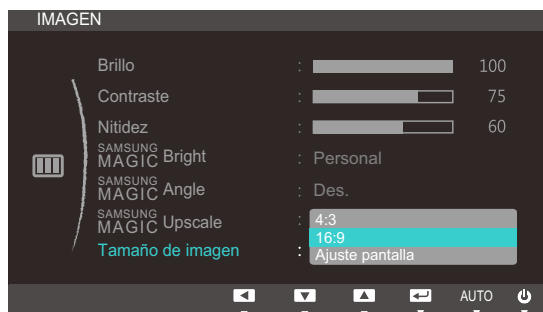 IMAGEN
Brillo : 100
Contraste : 75
Nitidez : 60
SAMSUNG MAGIC Bright : Personal
SAMSUNG MAGIC Angle : Des.
SAMSUNG MAGIC Upscale : 4:3
16:9
Tamaño de imagen : Ajuste pantalla
AUTO